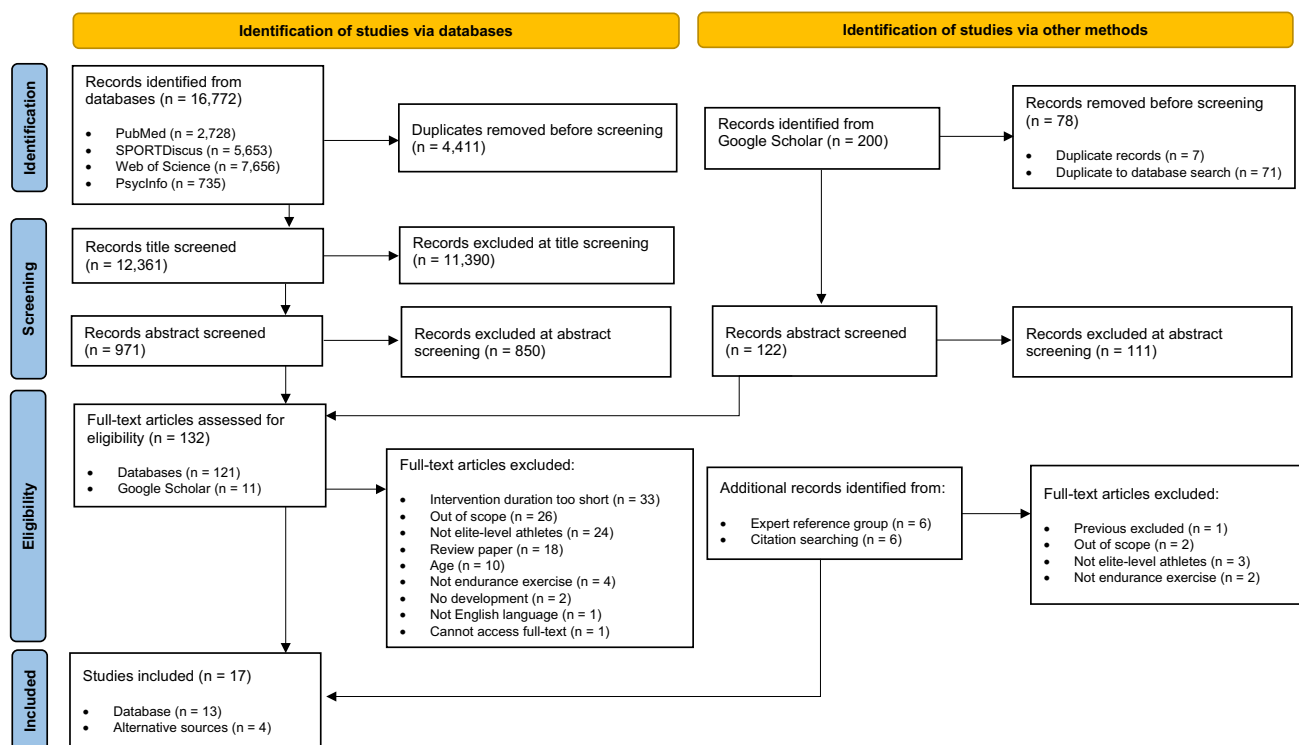 Identification of studies via databases
Identification of studies via other methods
Identification
Records identified from
databases (n = 16,772)
• PubMed (n = 2,728)
• SPORTDiscus (n = 5,653)
• Web of Science (n = 7,656)
• PsycInfo (n = 735)
Duplicates removed before screening
(n = 4,411)
Records identified from
Google Scholar (n = 200)
Records removed before screening
(n = 78)
• Duplicate records (n = 7)
• Duplicate to database search (n = 71)
Screening
Records title screened
(n = 12,361)
Records excluded at title screening
(n = 11,390)
Records abstract screened
(n = 971)
Records excluded at abstract
screening (n = 850)
Records abstract screened
(n = 122)
Records excluded at abstract
screening (n = 111)
Eligibility
Full-text articles assessed for
eligibility (n = 132)
• Databases (n = 121)
• Google Scholar (n = 11)
Full-text articles excluded:
• Intervention duration too short (n = 33)
• Out of scope (n = 26)
• Not elite-level athletes (n = 24)
• Review paper (n = 18)
• Age (n = 10)
• Not endurance exercise (n = 4)
• No development (n = 2)
• Not English language (n = 1)
• Cannot access full-text (n = 1)
Additional records identified from:
• Expert reference group (n = 6)
• Citation searching (n = 6)
Full-text articles excluded:
• Previous excluded (n = 1)
• Out of scope (n = 2)
• Not elite-level athletes (n = 3)
• Not endurance exercise (n = 2)
Included
Studies included (n = 17)
• Database (n = 13)
• Alternative sources (n = 4)